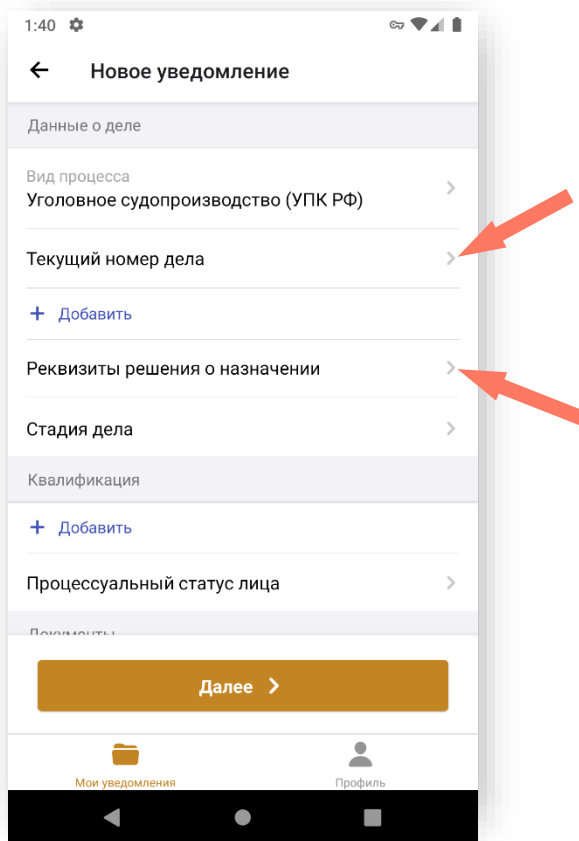 1:40
Новое уведомление
Данные о деле
Вид процесса
Уголовное судопроизводство (УПК РФ)
Текущий номер дела
+ Добавить
Реквизиты решения о назначении
Стадия дела
Квалификация
+ Добавить
Процессуальный статус лица
Документы
Далее
Мои уведомления
Профиль